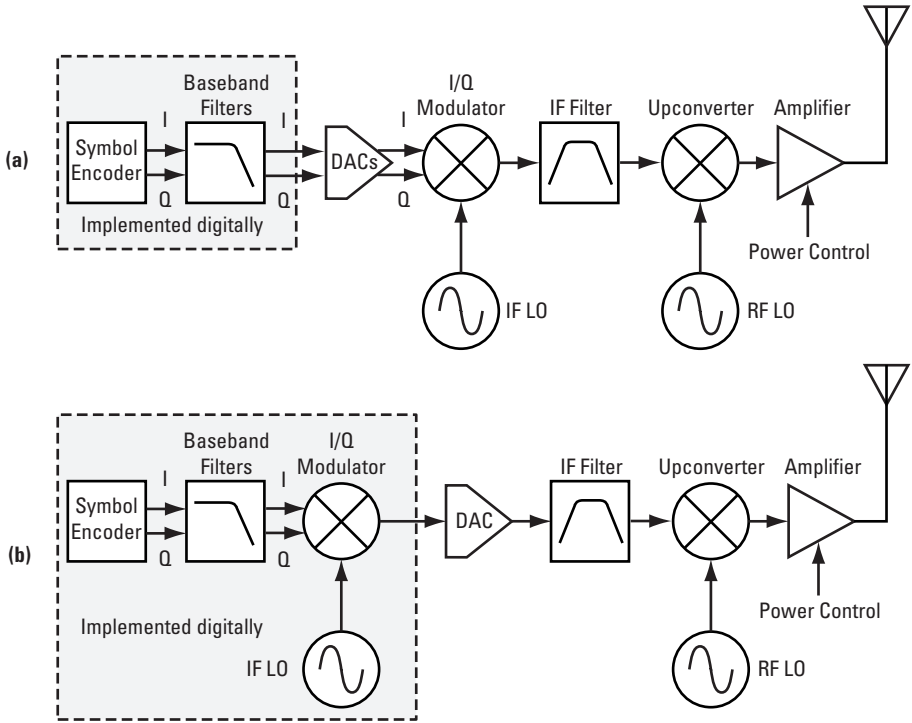 I/Q
Modulator
Baseband
Filters
IF Filter
Upconverter
Amplifier
I
I
I
(a)
Symbol
Encoder
DACs
Q
Q
Q
Implemented digitally
Power Control
IF LO
RF LO
I/Q
Modulator
Baseband
Filters
IF Filter
Upconverter
Amplifier
I
I
(b)
Symbol
Encoder
DAC
Q
Q
Power Control
Implemented digitally
IF LO
RF LO